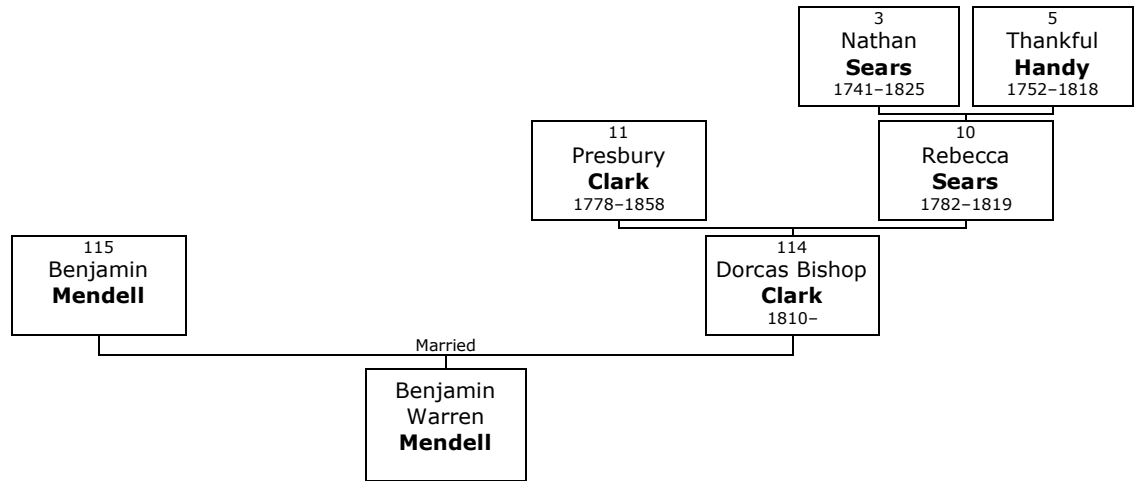 3
Nathan
Sears
1741–1825
5
Thankful
Handy
1752–1818
11
Presbury
Clark
1778–1858
10
Rebecca
Sears
1782–1819
115
Benjamin
Mendell
114
Dorcas Bishop
Clark
1810–
Married
Benjamin
Warren
Mendell